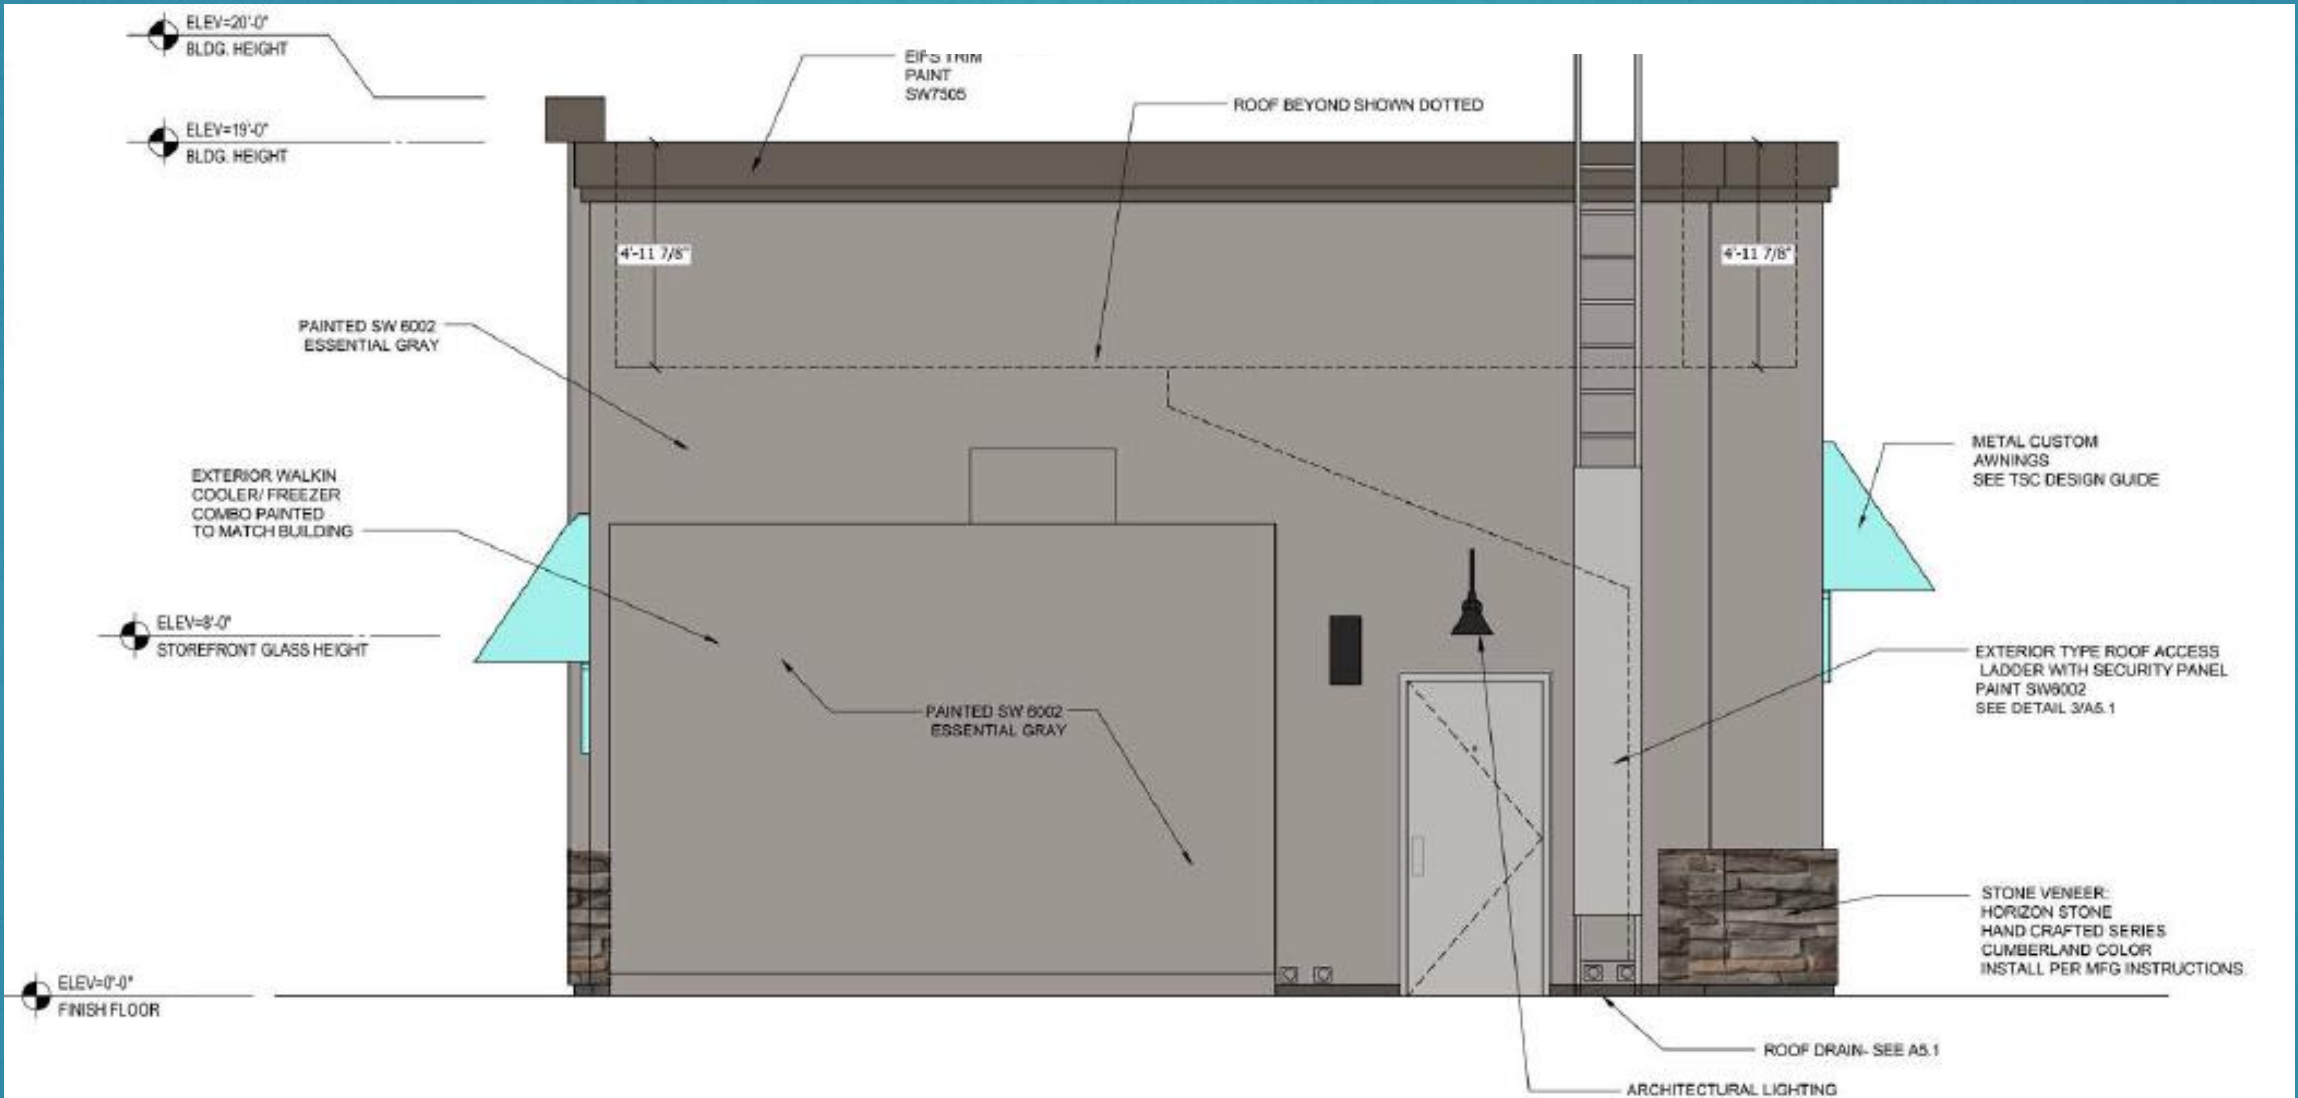 ELEV=20'-0"
BLDG. HEIGHT
EIFS TRIM
PAINT
SW7505
ROOF BEYOND SHOWN DOTTED
ELEV=19'-0"
BLDG. HEIGHT
4'-11 7/8"
4'-11 7/8"
PAINTED SW 6002
ESSENTIAL GRAY
METAL CUSTOM
AWNINGS
SEE TSC DESIGN GUIDE
EXTERIOR WALKIN
COOLER/ FREEZER
COMBO PAINTED
TO MATCH BUILDING
ELEV=8'-0"
STOREFRONT GLASS HEIGHT
EXTERIOR TYPE ROOF ACCESS
LADDER WITH SECURITY PANEL
PAINT SW6002
SEE DETAIL 3/A5.1
PAINTED SW 6002
ESSENTIAL GRAY
STONE VENEER:
HORIZON STONE
HAND CRAFTED SERIES
CUMBERLAND COLOR
INSTALL PER MFG INSTRUCTIONS.
ELEV=0'-0"
FINISH FLOOR
ROOF DRAIN- SEE A5.1
ARCHITECTURAL LIGHTING